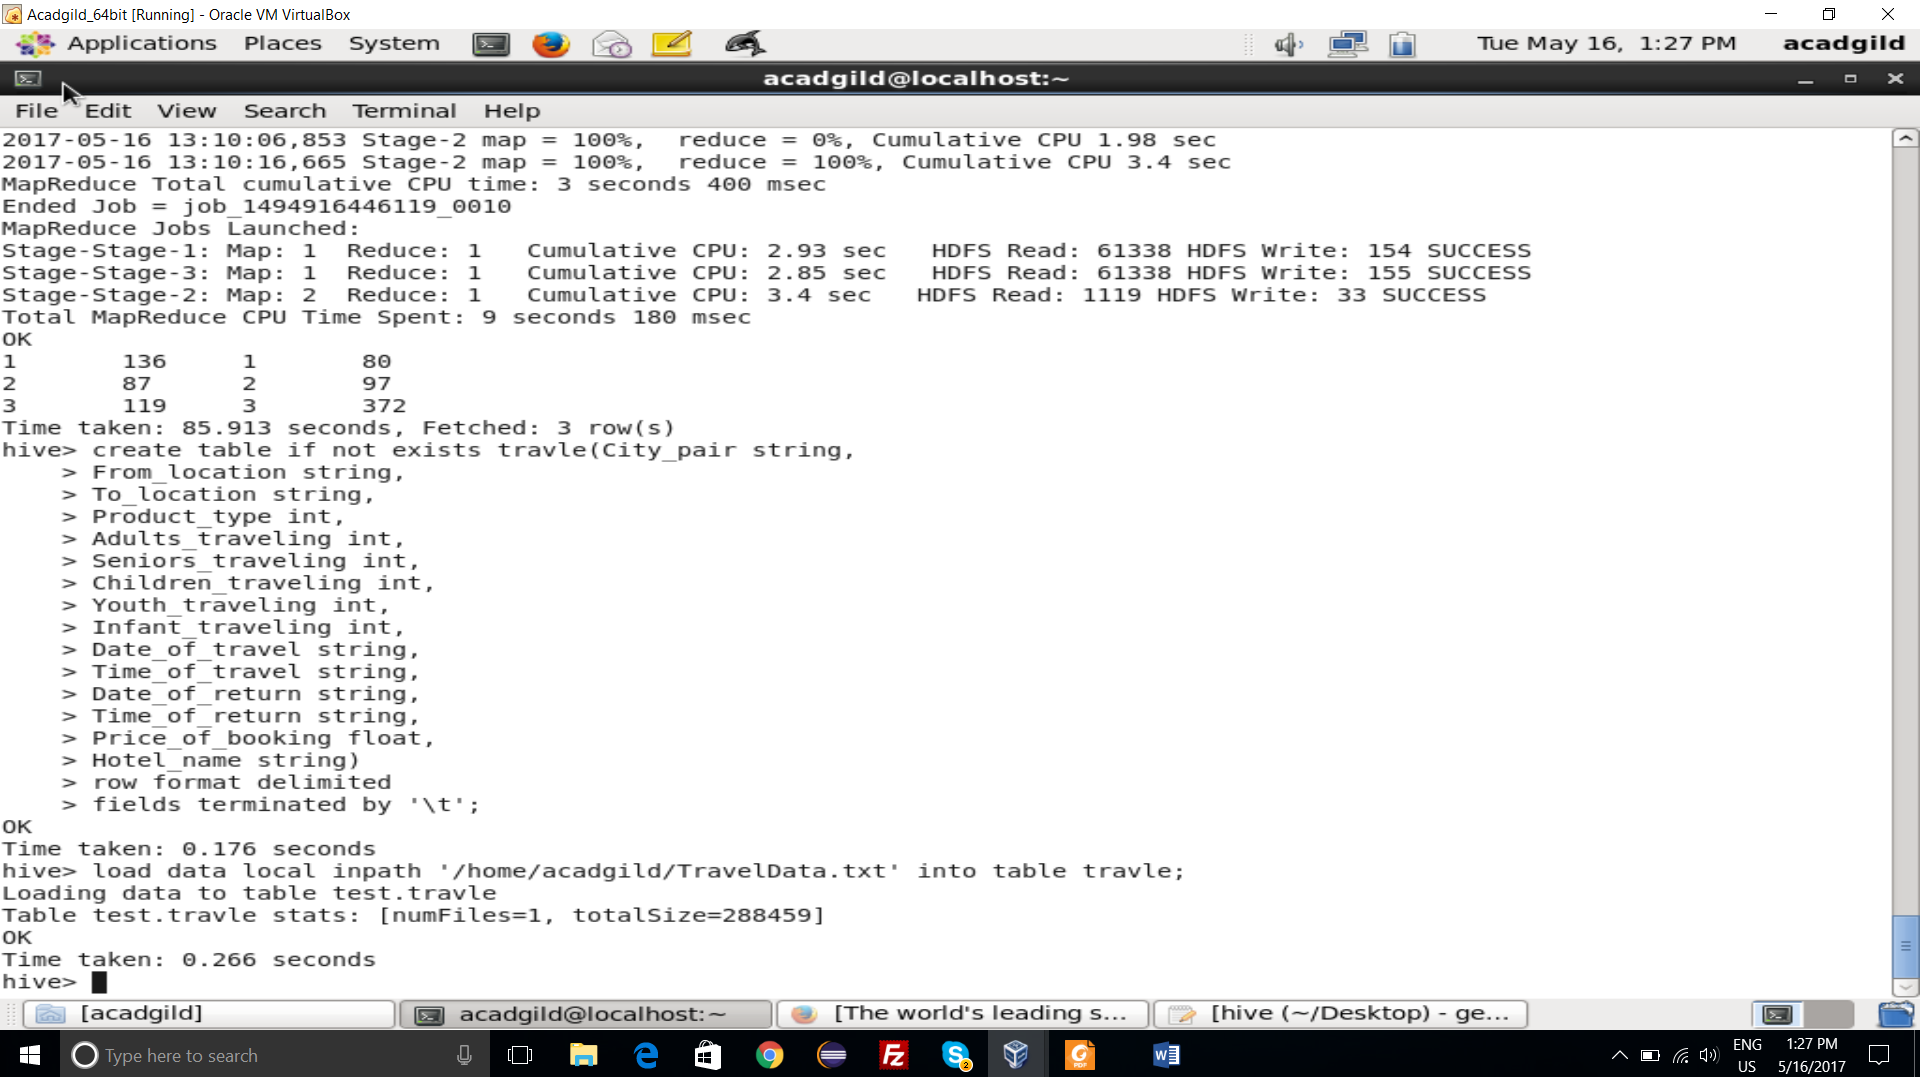 Acadgild_64bit [Running] - Oracle VM VirtualBox
Applications Places System Tue May 16, 1:27 PM acadgild
acadgild@localhost:~
File Edit View Search Terminal Help
2017-05-16 13:10:06,853 Stage-2 map = 100%, reduce = 0%, Cumulative CPU 1.98 sec
2017-05-16 13:10:16,665 Stage-2 map = 100%, reduce = 100%, Cumulative CPU 3.4 sec
MapReduce Total cumulative CPU time: 3 seconds 400 msec
Ended Job = job_1494916446119_0010
MapReduce Jobs Launched:
Stage-Stage-1: Map: 1 Reduce: 1 Cumulative CPU: 2.93 sec HDFS Read: 61338 HDFS Write: 154 SUCCESS
Stage-Stage-3: Map: 1 Reduce: 1 Cumulative CPU: 2.85 sec HDFS Read: 61338 HDFS Write: 155 SUCCESS
Stage-Stage-2: Map: 2 Reduce: 1 Cumulative CPU: 3.4 sec HDFS Read: 1119 HDFS Write: 33 SUCCESS
Total MapReduce CPU Time Spent: 9 seconds 180 msec
OK
1 136 1 80
2 87 2 97
3 119 3 372
Time taken: 85.913 seconds, Fetched: 3 row(s)
hive> create table if not exists travle(City_pair string,
> From_location string,
> To_location string,
> Product_type int,
> Adults_traveling int,
> Seniors_traveling int,
> Children_traveling int,
> Youth_traveling int,
> Infant_traveling int,
> Date_of_travel string,
> Time_of_travel string,
> Date_of_return string,
> Time_of_return string,
> Price_of_booking float,
> Hotel_name string)
> row format delimited
> fields terminated by '\t';
OK
Time taken: 0.176 seconds
hive> load data local inpath '/home/acadgild/TravelData.txt' into table travle;
Loading data to table test.travle
Table test.travle stats: [numFiles=1, totalSize=288459]
OK
Time taken: 0.266 seconds
hive>
[acadgild] acadgild@localhost:~ [The world's leading s... [hive (~/Desktop) - ge...
Type here to search ENG 1:27 PM
US 5/16/2017